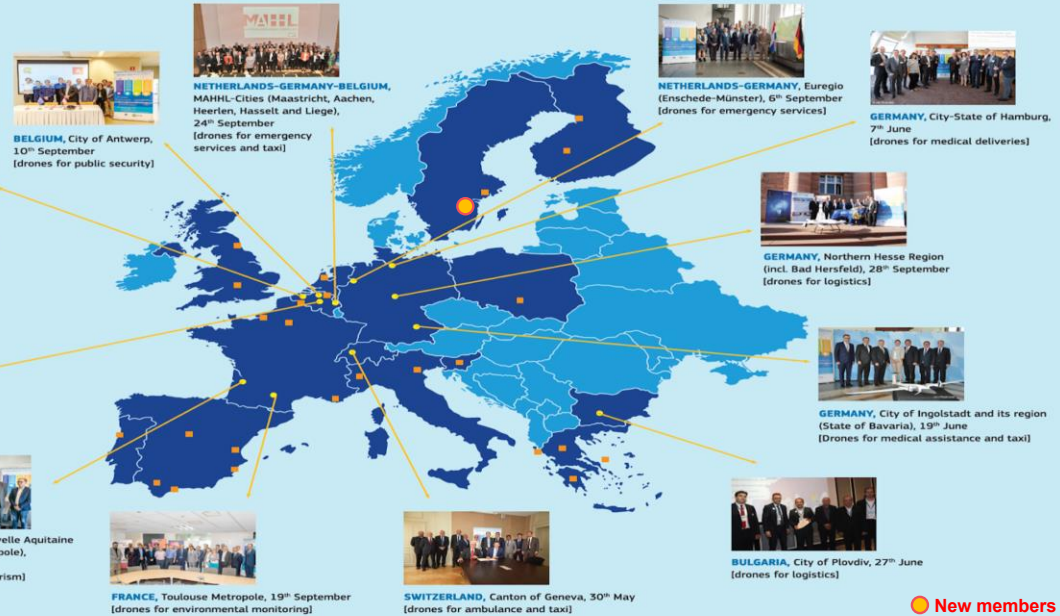 MAHHL
NETHERLANDS-GERMANY-BELGIUM,
MAHHL-Cities (Maastricht, Aachen,
Heerlen, Hasselt and Liege),
24th September
[drones for emergency
services and taxi]
NETHERLANDS-GERMANY, Euregio
(Enschede-Münster), 6th September
[drones for emergency services]
GERMANY, City-State of Hamburg,
7th June
[drones for medical deliveries]
BELGIUM, City of Antwerp,
10th September
[drones for public security]
GERMANY, Northern Hesse Region
(incl. Bad Hersfeld), 28th September
[drones for logistics]
GERMANY, City of Ingolstadt and its region
(State of Bavaria), 19th June
[Drones for medical assistance and taxi]
velle Aquitaine
pole),
rism]
FRANCE, Toulouse Metropole, 19th September
[drones for environmental monitoring]
SWITZERLAND, Canton of Geneva, 30th May
[drones for ambulance and taxi]
BULGARIA, City of Plovdiv, 27th June
[drones for logistics]
New members